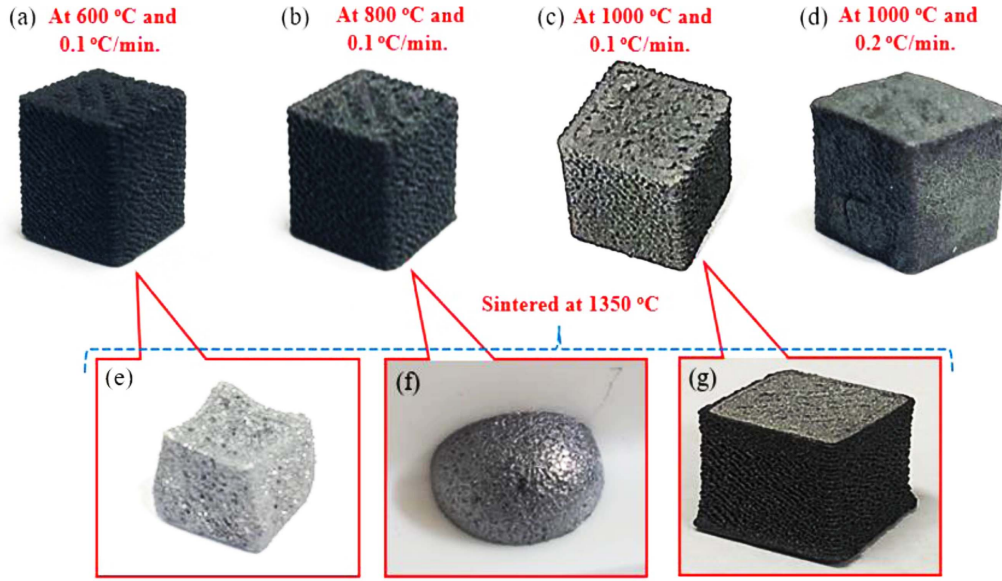 (a) At 600 °C and
0.1 °C/min.
(b) At 800 °C and
0.1 °C/min.
(c) At 1000 °C and
0.1 °C/min.
(d) At 1000 °C and
0.2 °C/min.
Sintered at 1350 °C
(e)
(f)
(g)